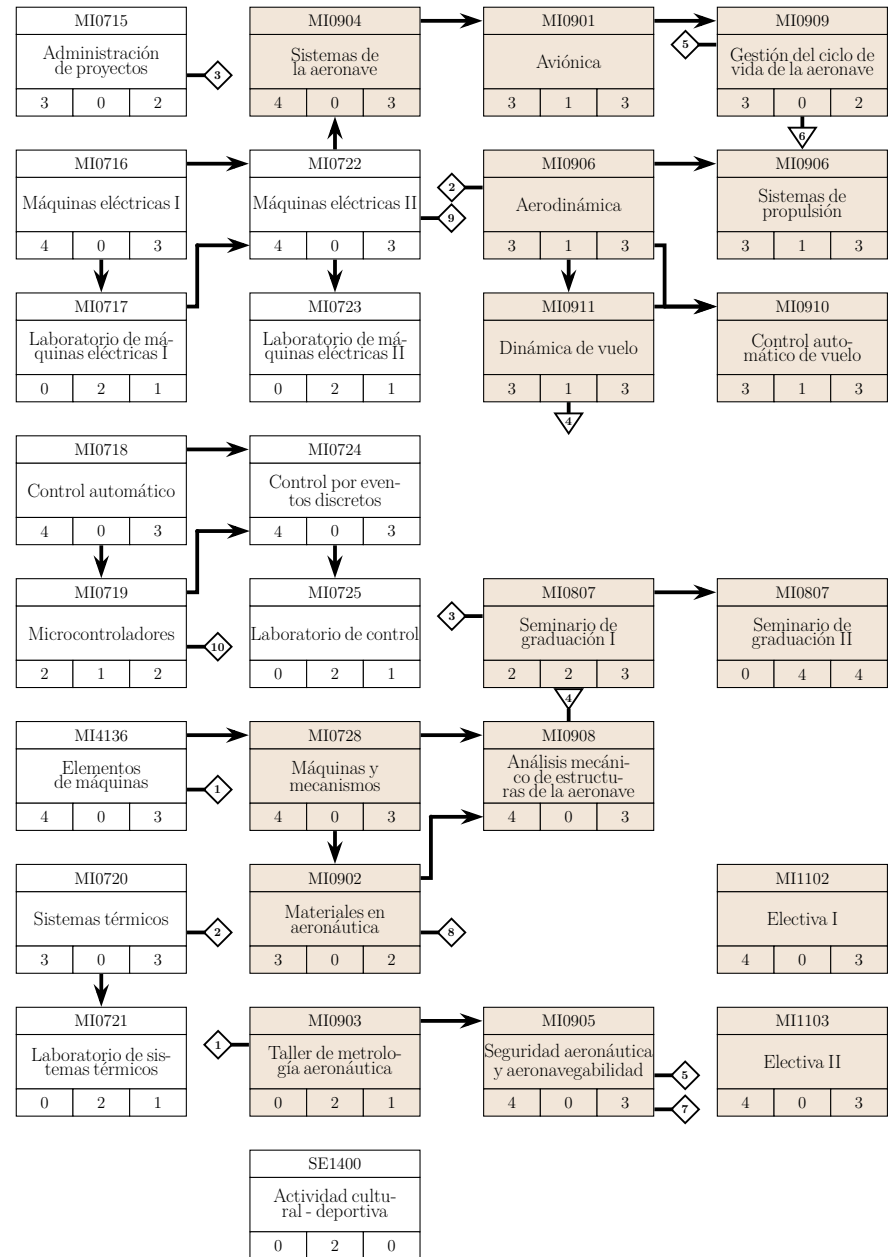 MI0715
Administración
de proyectos
3 0 2
3
MI0904
Sistemas de
la aeronave
4 0 3
MI0901
Aviónica
3 1 3
5
MI0909
Gestión del ciclo de
vida de la aeronave
3 0 2
6
MI0716
Máquinas eléctricas I
4 0 3
MI0722
Máquinas eléctricas II
4 0 3
2
9
MI0906
Aerodinámica
3 1 3
MI0906
Sistemas de
propulsión
3 1 3
MI0717
Laboratorio de má-
quinas eléctricas I
0 2 1
MI0723
Laboratorio de má-
quinas eléctricas II
0 2 1
MI0911
Dinámica de vuelo
3 1 3
4
MI0910
Control auto-
mático de vuelo
3 1 3
MI0718
Control automático
4 0 3
MI0724
Control por even-
tos discretos
4 0 3
MI0719
Microcontroladores
2 1 2
10
MI0725
Laboratorio de control
0 2 1
3
MI0807
Seminario de
graduación I
2 2 3
4
MI0807
Seminario de
graduación II
0 4 4
MI4136
Elementos
de máquinas
4 0 3
1
MI0728
Máquinas y
mecanismos
4 0 3
MI0908
Análisis mecáni-
co de estructu-
ras de la aeronave
4 0 3
MI0720
Sistemas térmicos
3 0 3
2
MI0902
Materiales en
aeronáutica
3 0 2
8
MI1102
Electiva I
4 0 3
MI0721
Laboratorio de sis-
temas térmicos
0 2 1
1
MI0903
Taller de metrolo-
gía aeronáutica
0 2 1
MI0905
Seguridad aeronáutica
y aeronavegabilidad
4 0 3
5
7
MI1103
Electiva II
4 0 3
SE1400
Actividad cultu-
ral - deportiva
0 2 0